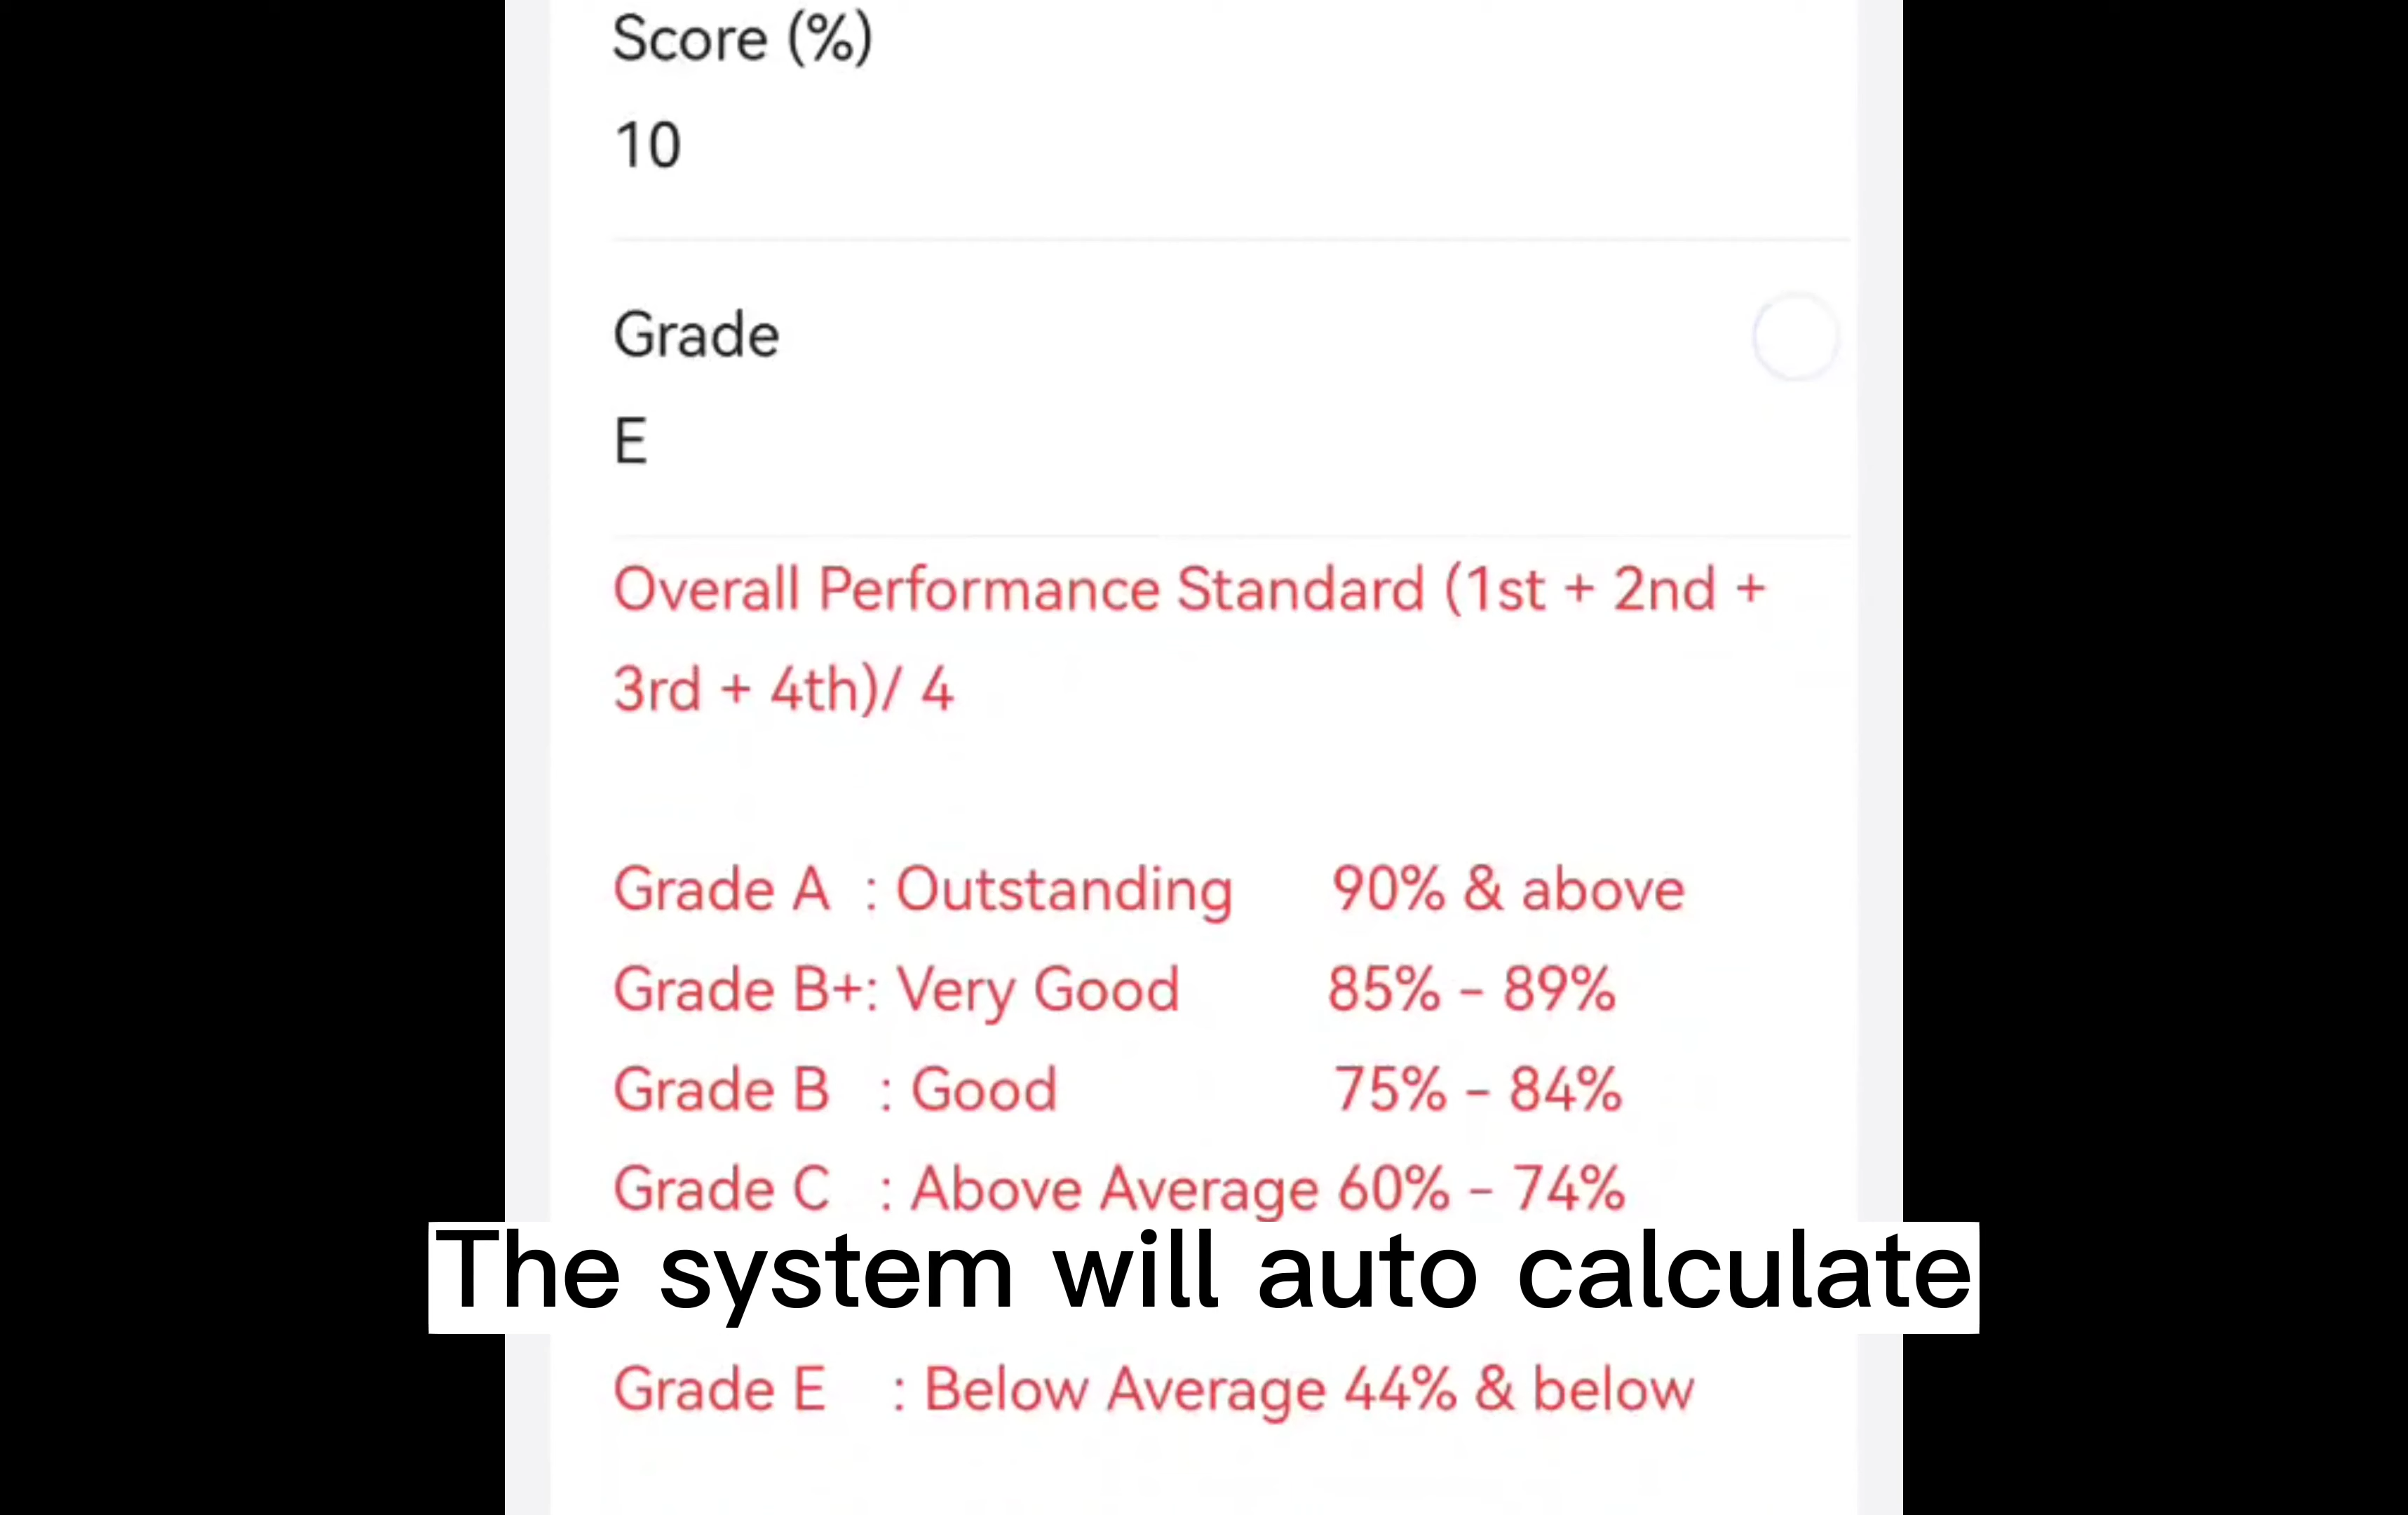 Score (%)
10
Grade
E
Overall Performance Standard (1st + 2nd +
3rd + 4th)/ 4
Grade A : Outstanding 90% & above
Grade B+: Very Good 85% - 89%
Grade B : Good 75% - 84%
Grade C : Above Average 60% - 74%
The system will auto calculate
Grade E : Below Average 44% & below